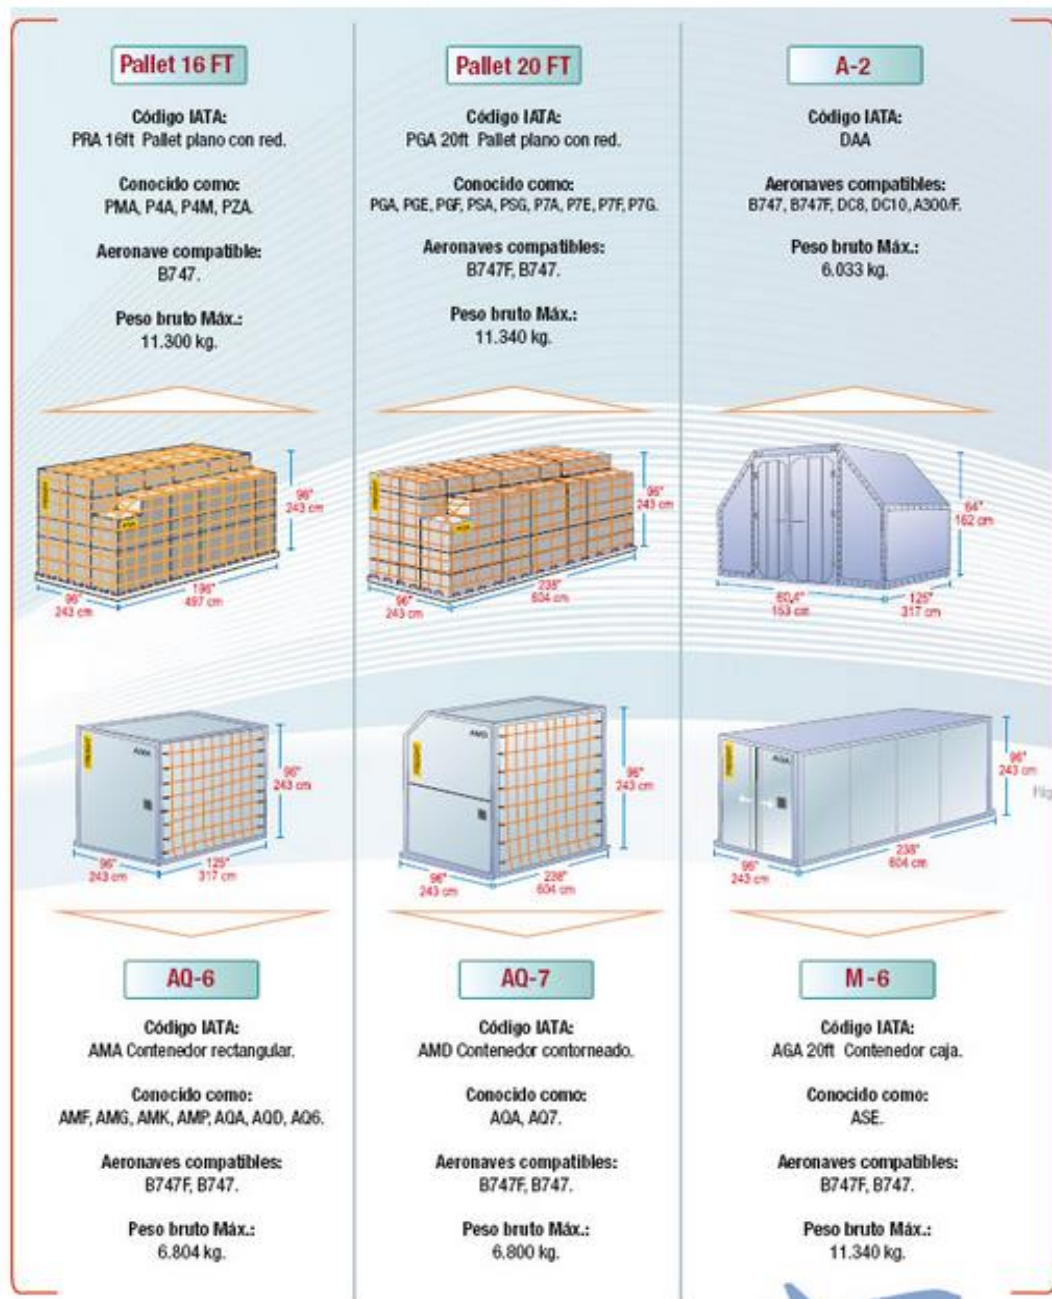 Pallet 16 FT
Código IATA:
PRA 16ft Pallet plano con red.
Conocido como:
PMA, P4A, P4M, PZA.
Aeronave compatible:
B747.
Peso bruto Máx.:
11.300 kg.
96"
243 cm
96"
243 cm
196"
497 cm
Pallet 20 FT
Código IATA:
PGA 20ft Pallet plano con red.
Conocido como:
PGA, PGE, PGF, PSA, PSG, P7A, P7E, P7F, P7G.
Aeronaves compatibles:
B747F, B747.
Peso bruto Máx.:
11.340 kg.
96"
243 cm
96"
243 cm
238"
604 cm
A-2
Código IATA:
DAA
Aeronaves compatibles:
B747, B747F, DC8, DC10, A300/F.
Peso bruto Máx.:
6.033 kg.
64"
162 cm
60,4"
153 cm
125"
317 cm
AMA
96"
243 cm
96"
243 cm
125"
317 cm
AQ-6
Código IATA:
AMA Contenedor rectangular.
Conocido como:
AMF, AMG, AMK, AMP, AQA, AQD, AQ6.
Aeronaves compatibles:
B747F, B747.
Peso bruto Máx.:
6.804 kg.
AMD
96"
243 cm
96"
243 cm
238"
604 cm
AQ-7
Código IATA:
AMD Contenedor contorneado.
Conocido como:
AQA, AQ7.
Aeronaves compatibles:
B747F, B747.
Peso bruto Máx.:
6.800 kg.
AGA
96"
243 cm
96"
243 cm
238"
604 cm
M-6
Código IATA:
AGA 20ft Contenedor caja.
Conocido como:
ASE.
Aeronaves compatibles:
B747F, B747.
Peso bruto Máx.:
11.340 kg.